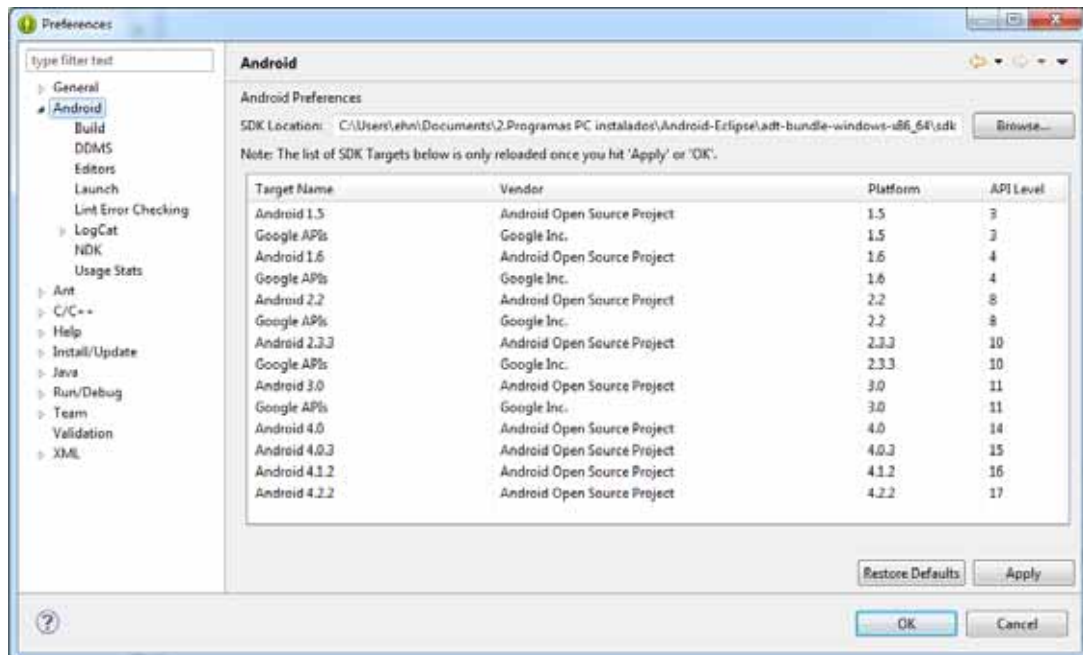 Preferences
type filter text
General
Android
Build
DDMS
Editors
Launch
Lint Error Checking
LogCat
NDK
Usage Stats
Ant
C/C++
Help
Install/Update
Java
Run/Debug
Team
Validation
XML
Android
Android Preferences
SDK Location: C:\Users\ehn\Documents\2.Programas PC instalados\Android-Eclipse\adt-bundle-windows-x86_64\sdk Browse...
Note: The list of SDK Targets below is only reloaded once you hit 'Apply' or 'OK'.
Target Name Vendor Platform API Level
Android 1.5 Android Open Source Project 1.5 3
Google APIs Google Inc. 1.5 3
Android 1.6 Android Open Source Project 1.6 4
Google APIs Google Inc. 1.6 4
Android 2.2 Android Open Source Project 2.2 8
Google APIs Google Inc. 2.2 8
Android 2.3.3 Android Open Source Project 2.3.3 10
Google APIs Google Inc. 2.3.3 10
Android 3.0 Android Open Source Project 3.0 11
Google APIs Google Inc. 3.0 11
Android 4.0 Android Open Source Project 4.0 14
Android 4.0.3 Android Open Source Project 4.0.3 15
Android 4.1.2 Android Open Source Project 4.1.2 16
Android 4.2.2 Android Open Source Project 4.2.2 17
Restore Defaults Apply
OK Cancel